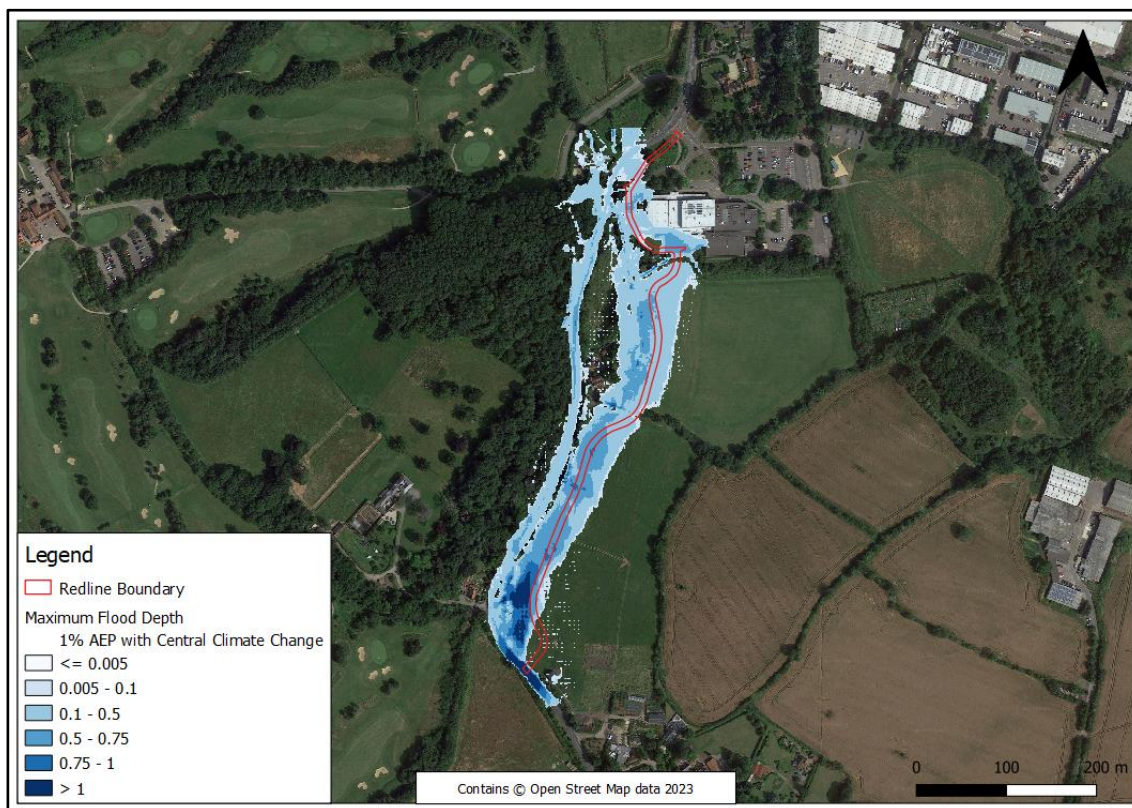 Legend
Redline Boundary
Maximum Flood Depth
1% AEP with Central Climate Change
<= 0.005
0.005 - 0.1
0.1 - 0.5
0.5 - 0.75
0.75 - 1
> 1
Contains © Open Street Map data 2023
0 100 200 m